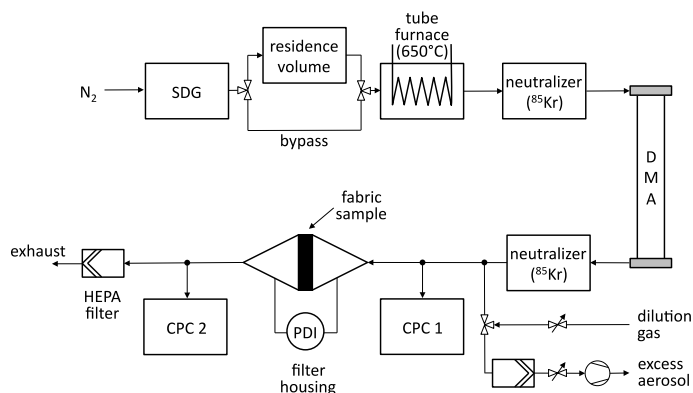 tube
furnace
(650°C)
residence
volume
N2
SDG
neutralizer
(85Kr)
bypass
D
M
A
fabric
sample
exhaust
neutralizer
(85Kr)
HEPA
filter
CPC 2
PDI
CPC 1
dilution
gas
filter
housing
excess
aerosol